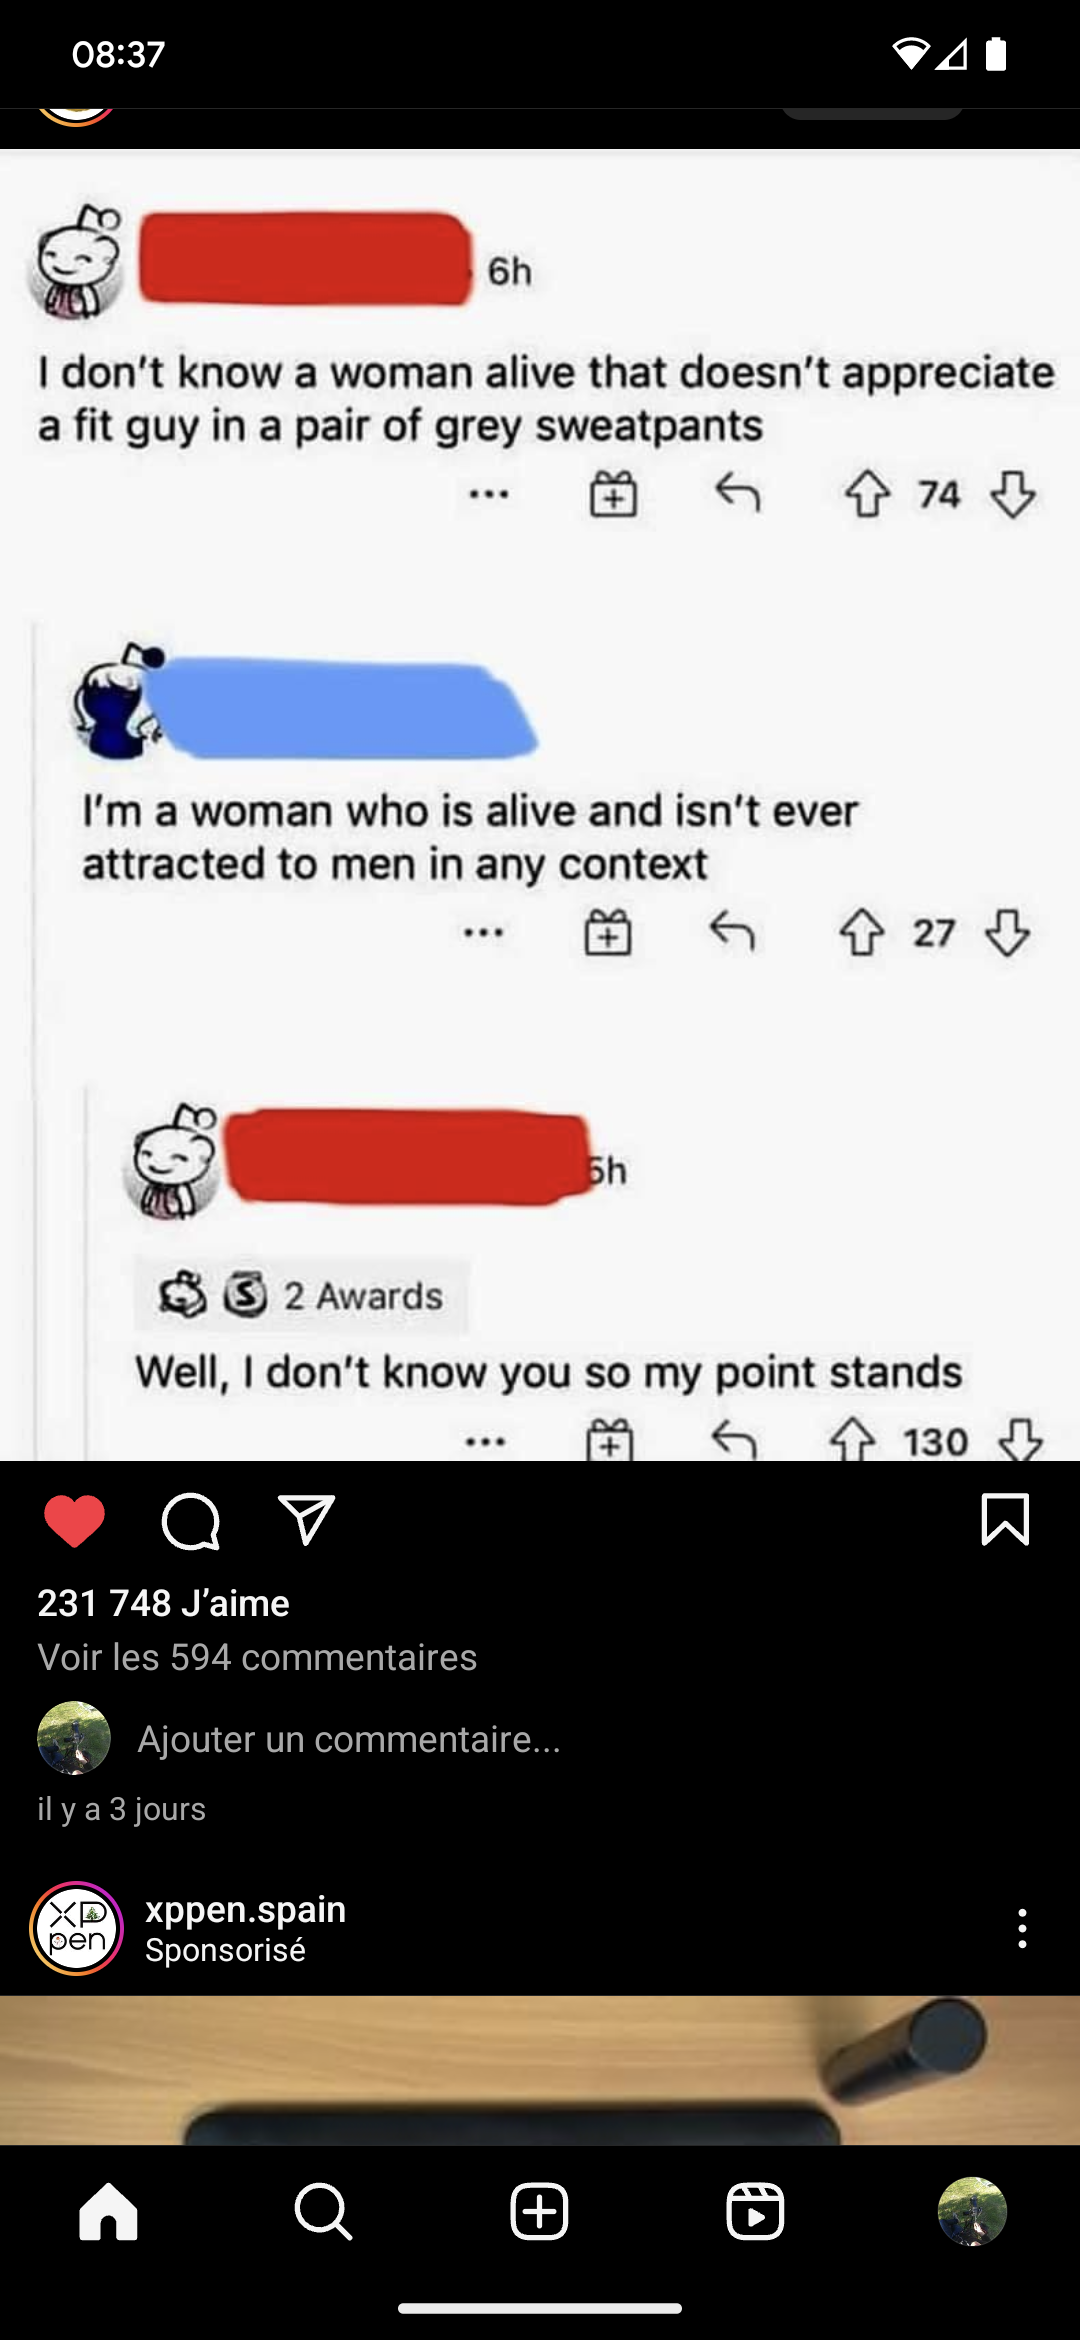 08:37
6h
I don't know a woman alive that doesn't appreciate
a fit guy in a pair of grey sweatpants
74
I'm a woman who is alive and isn't ever
attracted to men in any context
27
5h
S 2 Awards
Well, I don't know you so my point stands
130
231 748 J’aime
Voir les 594 commentaires
Ajouter un commentaire...
il y a 3 jours
XP
pen
xppen.spain
Sponsorisé